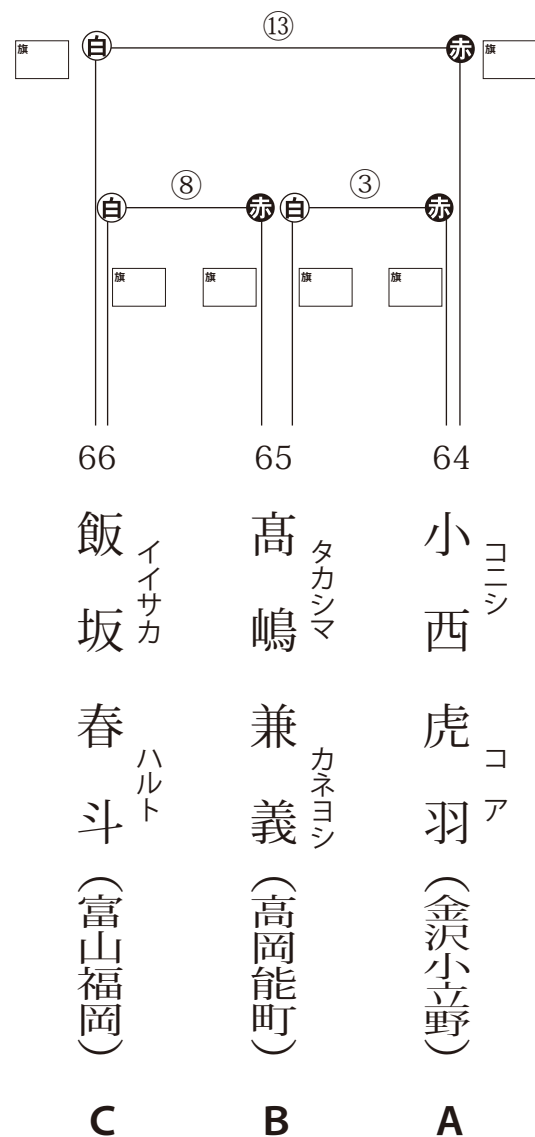 ⑬
旗 白 赤 旗
⑧ ③
白 赤 白 赤
旗 旗 旗 旗
64
小西 虎羽
コニシ コア
（金沢小立野）
A
65
髙嶋 兼義
タカシマ カネヨシ
（高岡能町）
B
66
飯坂 春斗
イイサカ ハルト
（富山福岡）
C